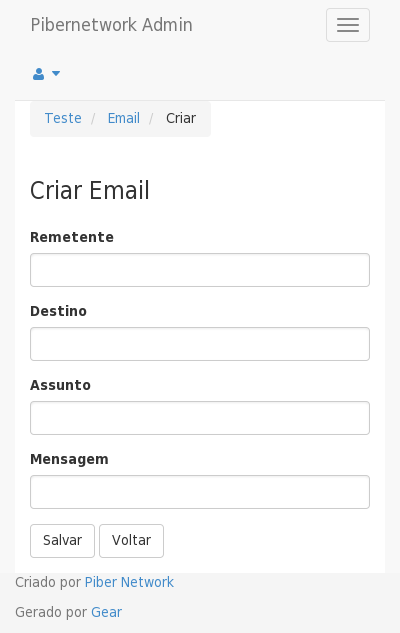 Pibernetwork Admin
Teste / Email / Criar
Criar Email
Remetente
Destino
Assunto
Mensagem
Salvar Voltar
Criado por Piber Network
Gerado por Gear